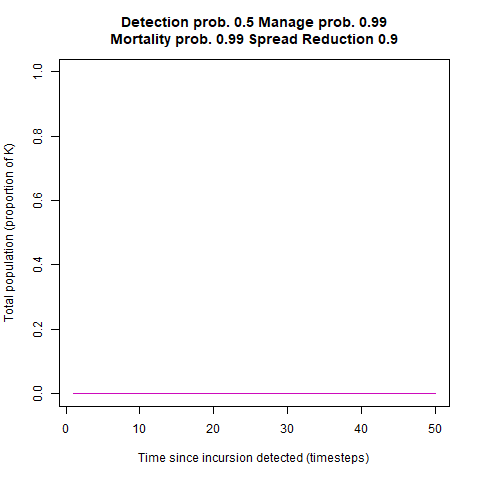 Detection prob. 0.5 Manage prob. 0.99
Mortality prob. 0.99 Spread Reduction 0.9
Total population (proportion of K)
1.0
0.8
0.6
0.4
0.2
0.0
0 10 20 30 40 50
Time since incursion detected (timesteps)